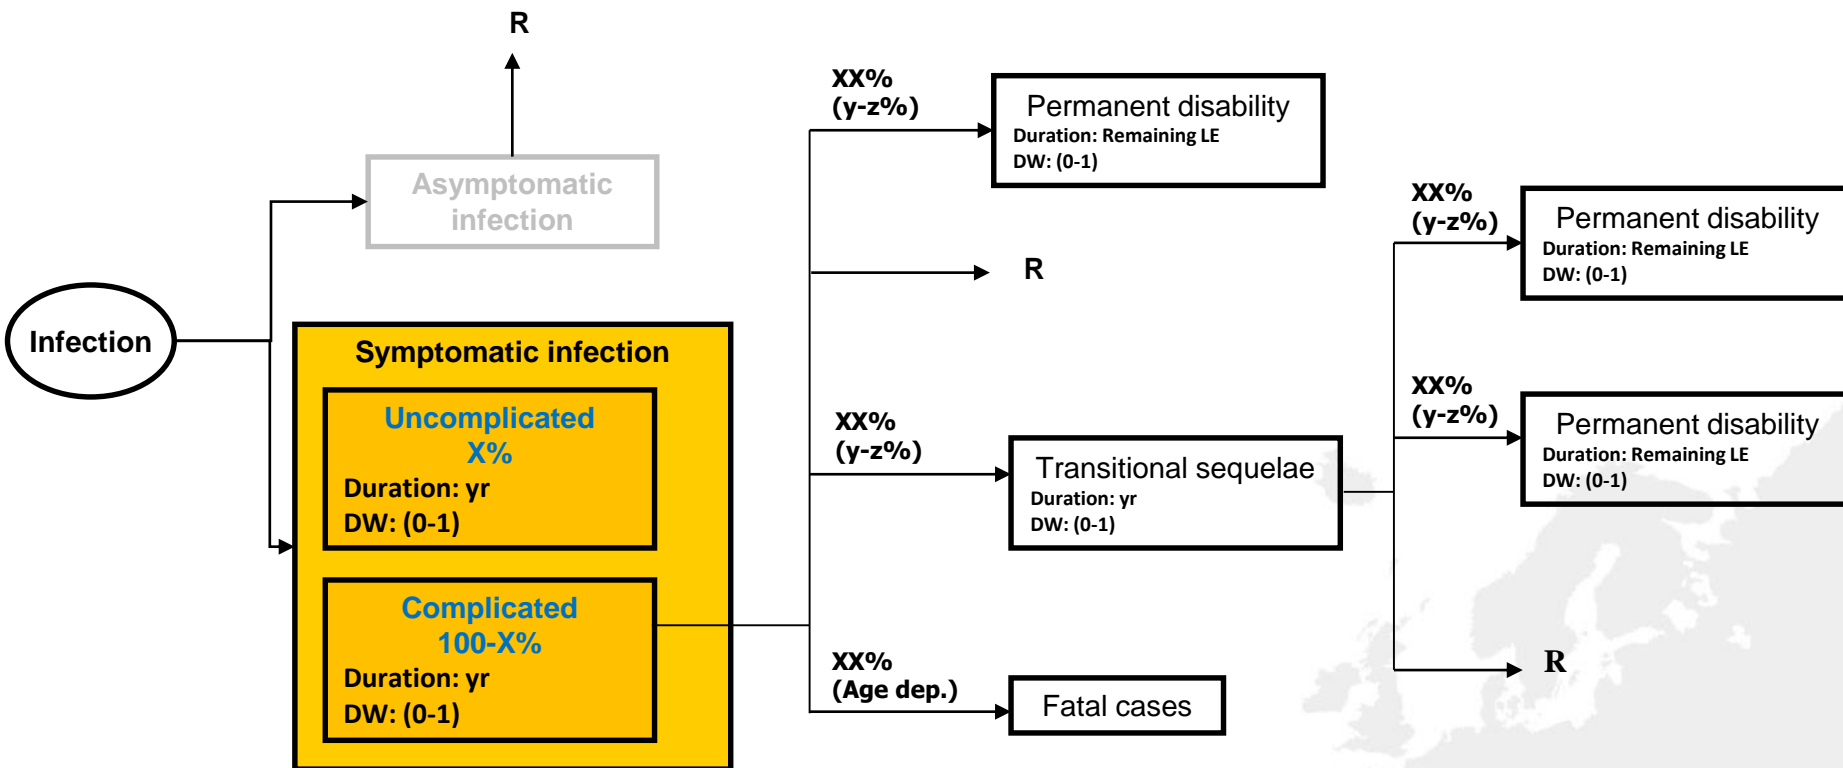 R
Asymptomatic
infection
Infection
Symptomatic infection
Uncomplicated
X%
Duration: yr
DW: (0-1)
Complicated
100-X%
Duration: yr
DW: (0-1)
XX%
(y-z%)
Permanent disability
Duration: Remaining LE
DW: (0-1)
R
XX%
(y-z%)
Transitional sequelae
Duration: yr
DW: (0-1)
XX%
(Age dep.)
Fatal cases
XX%
(y-z%)
Permanent disability
Duration: Remaining LE
DW: (0-1)
XX%
(y-z%)
Permanent disability
Duration: Remaining LE
DW: (0-1)
R